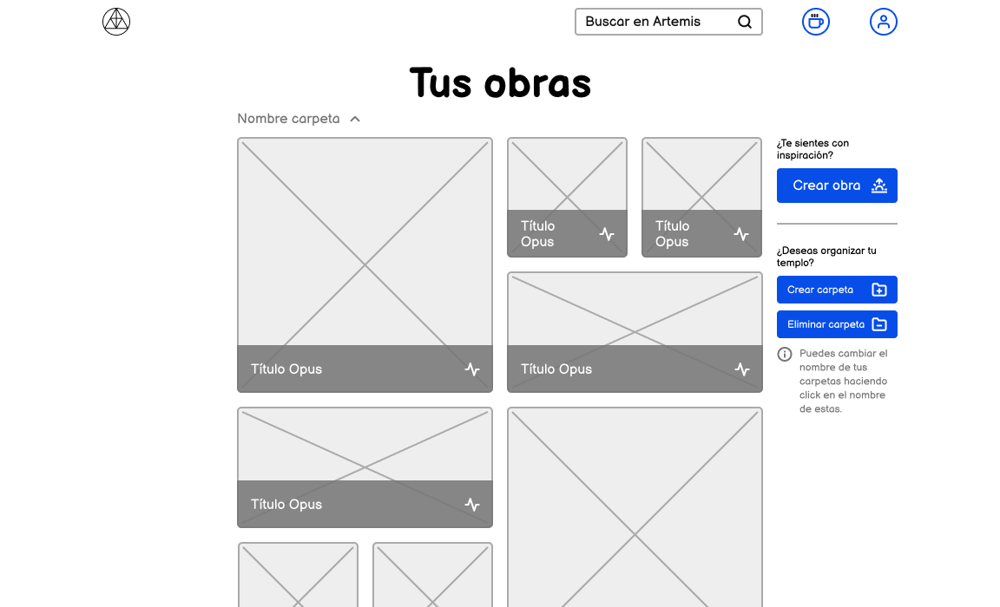 Buscar en Artemis
Tus obras
Nombre carpeta
Título
Opus
Título
Opus
Título Opus
Título Opus
Título Opus
¿Te sientes con
inspiración?
Crear obra
¿Deseas organizar tu
templo?
Crear carpeta
Eliminar carpeta
Puedes cambiar el
nombre de tus
carpetas haciendo
click en el nombre
de estas.